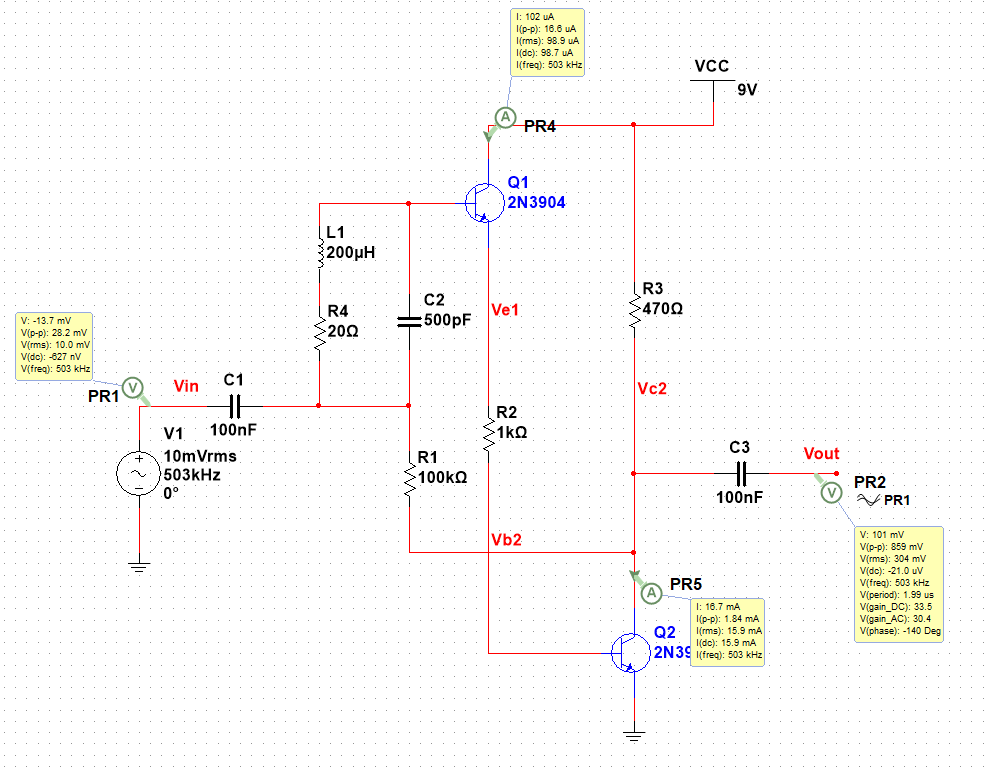 I: 102 uA
I(p-p): 16.6 uA
I(rms): 98.9 uA
I(dc): 98.7 uA
I(freq): 503 kHz
VCC
9V
A
PR4
Q1
2N3904
L1
200µH
R4
20Ω
C2
500pF
Ve1
R3
470Ω
V: -13.7 mV
V(p-p): 28.2 mV
V(rms): 10.0 mV
V(dc): -627 nV
V(freq): 503 kHz
V
PR1
Vin
C1
100nF
Vc2
V1
10mVrms
503kHz
0°
R2
1kΩ
R1
100kΩ
C3
100nF
Vout
V
PR2
PR1
Vb2
V: 101 mV
V(p-p): 859 mV
V(rms): 304 mV
V(dc): -21.0 uV
V(freq): 503 kHz
V(period): 1.99 us
V(gain_DC): 33.5
V(gain_AC): 30.4
V(phase): -140 Deg
A
PR5
I: 16.7 mA
I(p-p): 1.84 mA
I(rms): 15.9 mA
I(dc): 15.9 mA
I(freq): 503 kHz
Q2
2N39